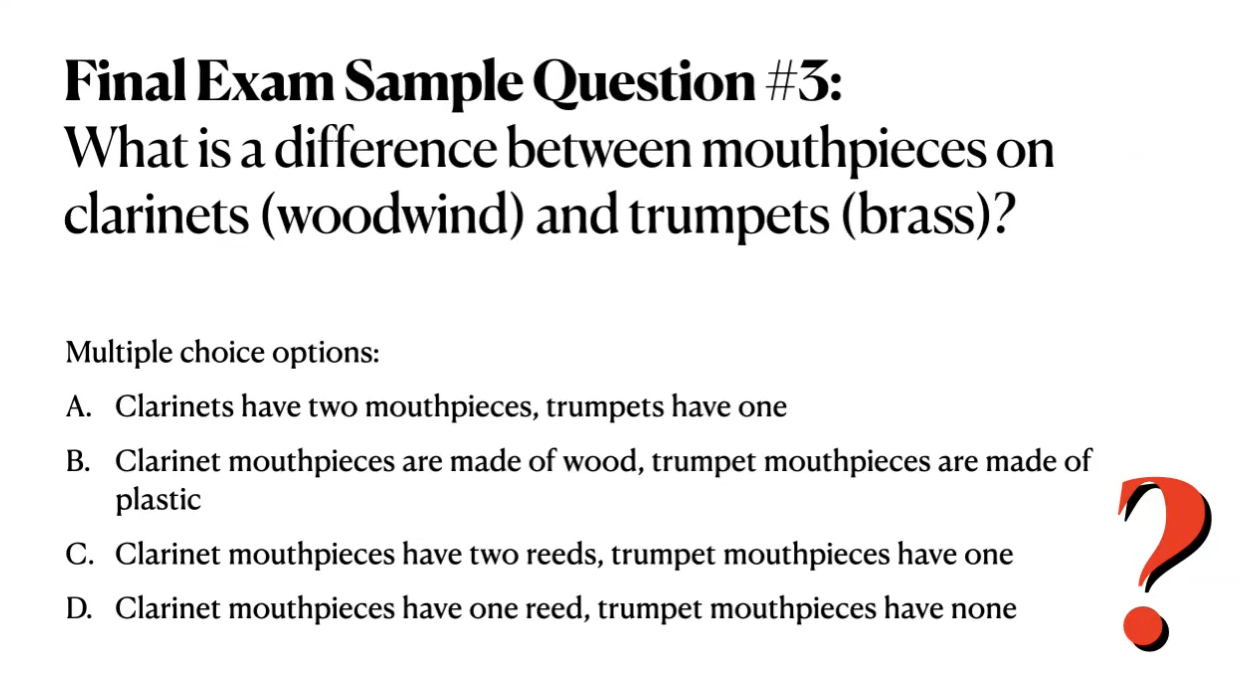 Final Exam Sample Question #3:
What is a difference between mouthpieces on
clarinets (woodwind) and trumpets (brass)?
Multiple choice options:
A. Clarinets have two mouthpieces, trumpets have one
B. Clarinet mouthpieces are made of wood, trumpet mouthpieces are made of
plastic
C. Clarinet mouthpieces have two reeds, trumpet mouthpieces have one
D. Clarinet mouthpieces have one reed, trumpet mouthpieces have none
?